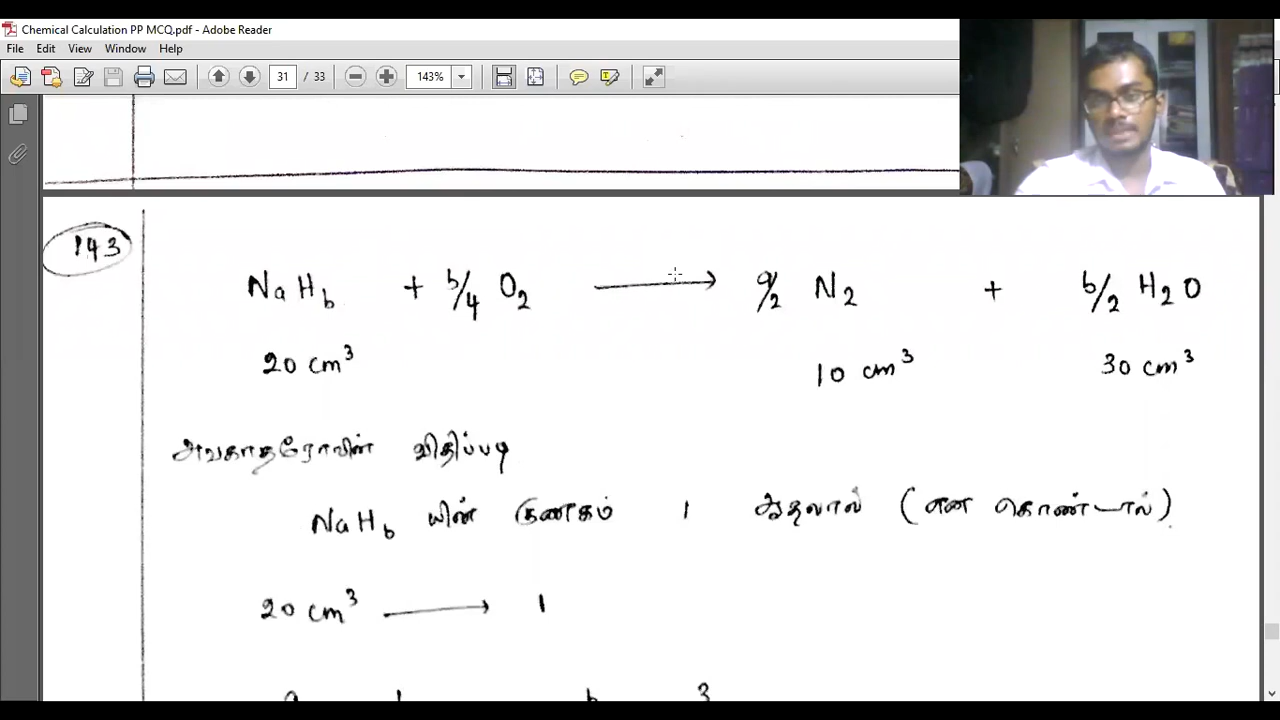 Chemical Calculation PP MCQ.pdf - Adobe Reader
File Edit View Window Help
31 / 33 143%
143
NaHb + b/4 O2 → a/2 N2 + b/2 H2O
20 cm³ 10 cm³ 30 cm³
அவகாதரோவின் விதிப்படி
NaHb யின் குணகம் 1 ஆதலால் (என கொண்டால்)
20 cm³ → 1